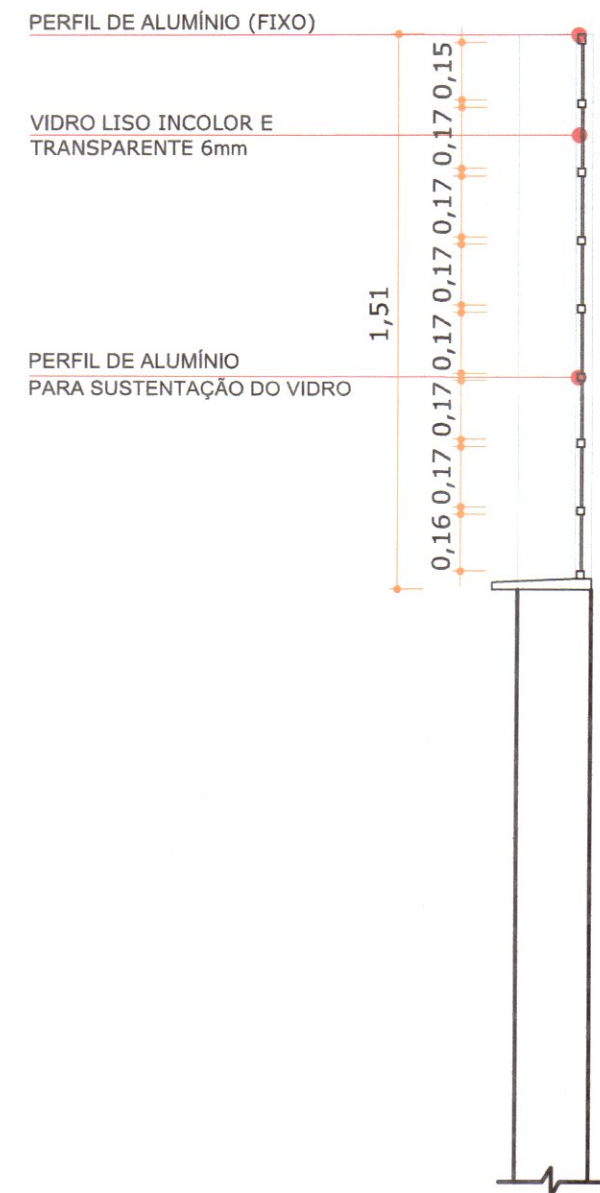 PERFIL DE ALUMÍNIO (FIXO)
VIDRO LISO INCOLOR E
TRANSPARENTE 6mm
PERFIL DE ALUMÍNIO
PARA SUSTENTAÇÃO DO VIDRO
1,51
0,16 0,17 0,17 0,17 0,17 0,17 0,17 0,15